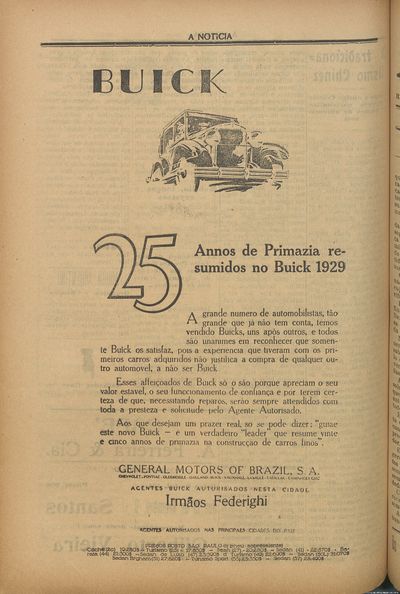 A NOTICIA
BUICK
25
Annos de Primazia re-
sumidos no Buick 1929
A grande numero de automobilistas, tão
grande que já não tem conta, temos
vendido Buicks, uns após outros, e todos
são unanimes em reconhecer que somen-
te Buick os satisfaz, pois a experiencia que tiveram com os pri-
meiros carros adquiridos não justifica a compra de qualquer ou-
tro automovel, a não ser Buick.
Esses affeiçoados de Buick só o são porque apreciam o seu
valor estavel, o seu funccionamento de confiança e por terem cer-
teza de que, necessitando reparos, serão sempre attendidos com
toda a presteza e solicitude pelo Agente Autorisado.
Aos que desejam um prazer real, so se pode dizer: "guiae
este novo Buick — e um verdadeiro "leader" que resume vinte
e cinco annos de primazia na construcção de carros finos".
GENERAL MOTORS OF BRAZIL, S. A.
AGENTES BUICK AUTORISADOS NESTA CIDADE
Irmãos Federighi
AGENTES AUTORISADOS NAS PRINCIPAES CIDADES DO PAIZ